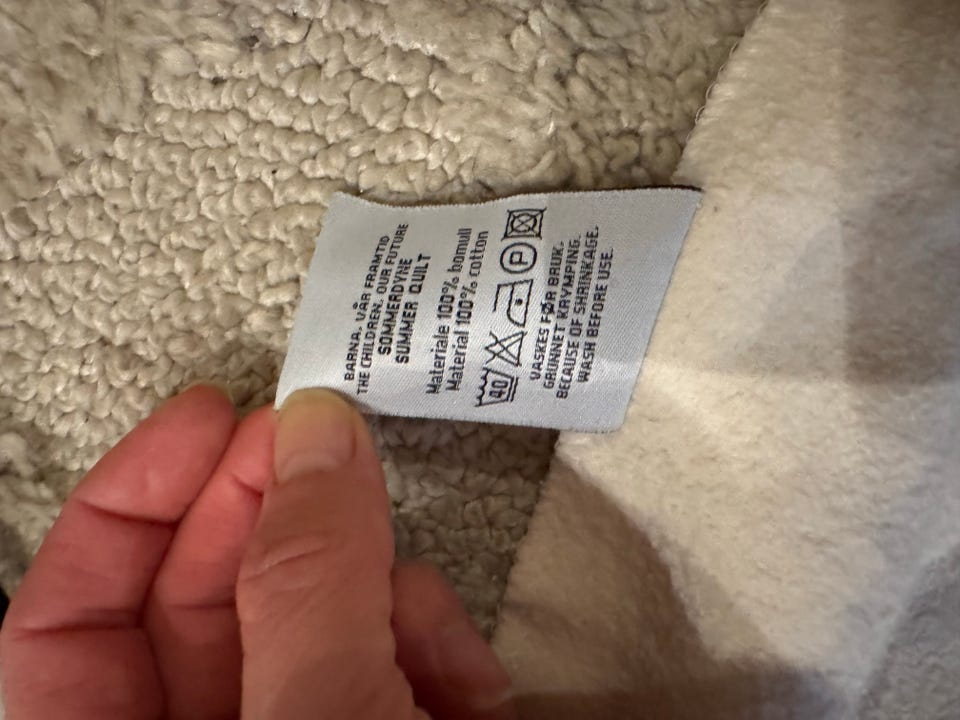 BARNA. VÅR FRAMTID
THE CHILDREN. OUR FUTURE
SOMMERDYNE
SUMMER QUILT
Materiale 100% bomull
Material 100% cotton
40 P
VASKES FØR BRUK.
GRUNNET KRYMPING.
BECAUSE OF SHRINKAGE.
WASH BEFORE USE.